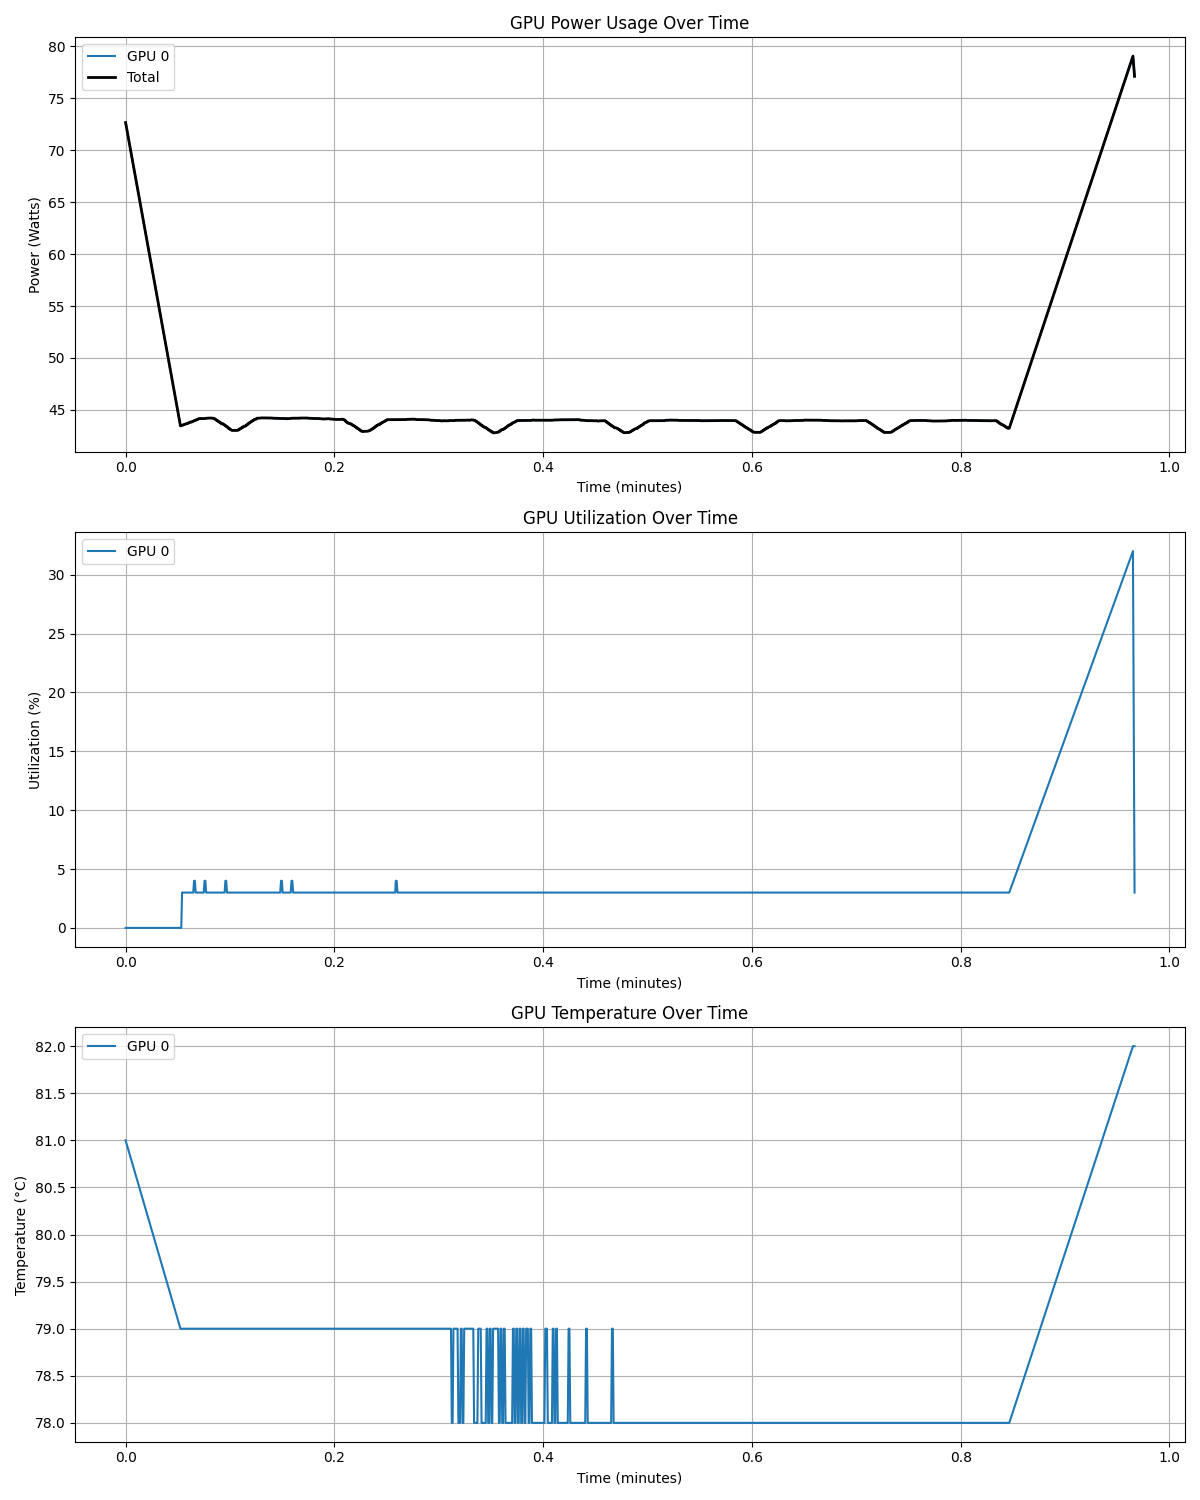 GPU Power Usage Over Time
GPU 0
Total
80
75
70
65
60
55
50
45
Power (Watts)
0.0 0.2 0.4 0.6 0.8 1.0
Time (minutes)
GPU Utilization Over Time
GPU 0
30
25
20
15
10
5
0
Utilization (%)
0.0 0.2 0.4 0.6 0.8 1.0
Time (minutes)
GPU Temperature Over Time
GPU 0
82.0
81.5
81.0
80.5
80.0
79.5
79.0
78.5
78.0
Temperature (°C)
0.0 0.2 0.4 0.6 0.8 1.0
Time (minutes)